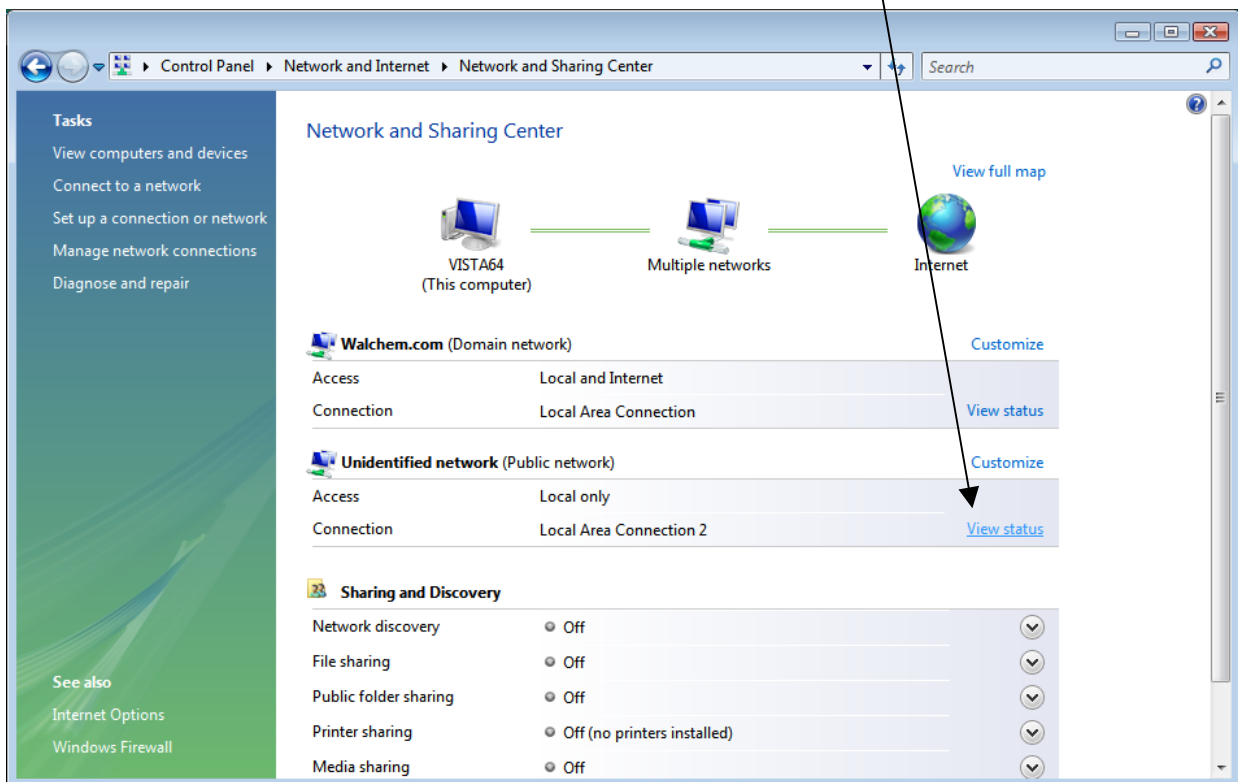 Control Panel Network and Internet Network and Sharing Center Search
Tasks
View computers and devices
Connect to a network
Set up a connection or network
Manage network connections
Diagnose and repair
See also
Internet Options
Windows Firewall
Network and Sharing Center
View full map
VISTA64 Multiple networks Internet
(This computer)
Walchem.com (Domain network) Customize
Access Local and Internet
Connection Local Area Connection View status
Unidentified network (Public network) Customize
Access Local only
Connection Local Area Connection 2 View status
Sharing and Discovery
Network discovery Off
File sharing Off
Public folder sharing Off
Printer sharing Off (no printers installed)
Media sharing Off